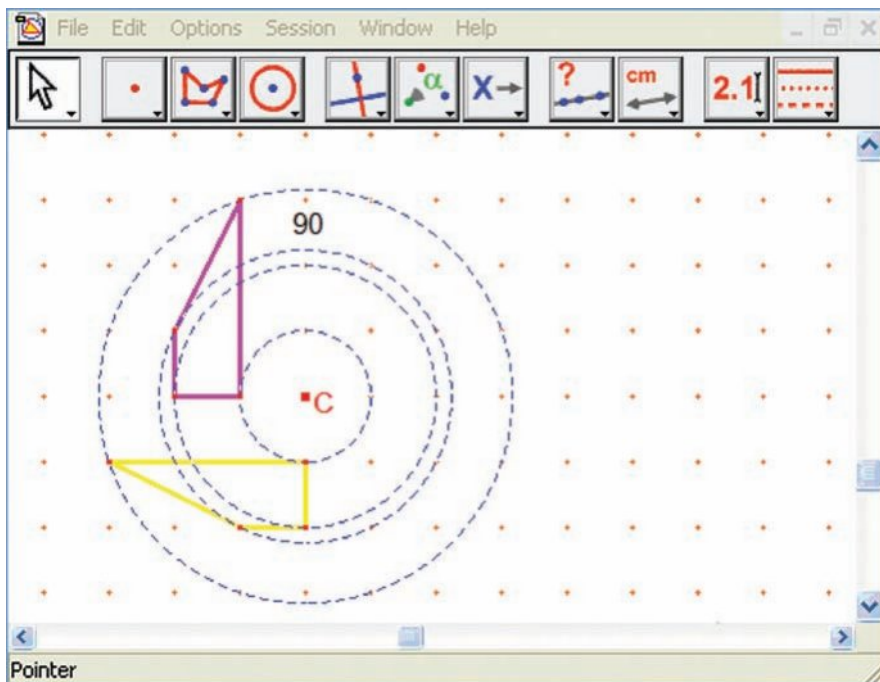 File Edit Options Session Window Help
? α X cm 2.1
90
C
Pointer